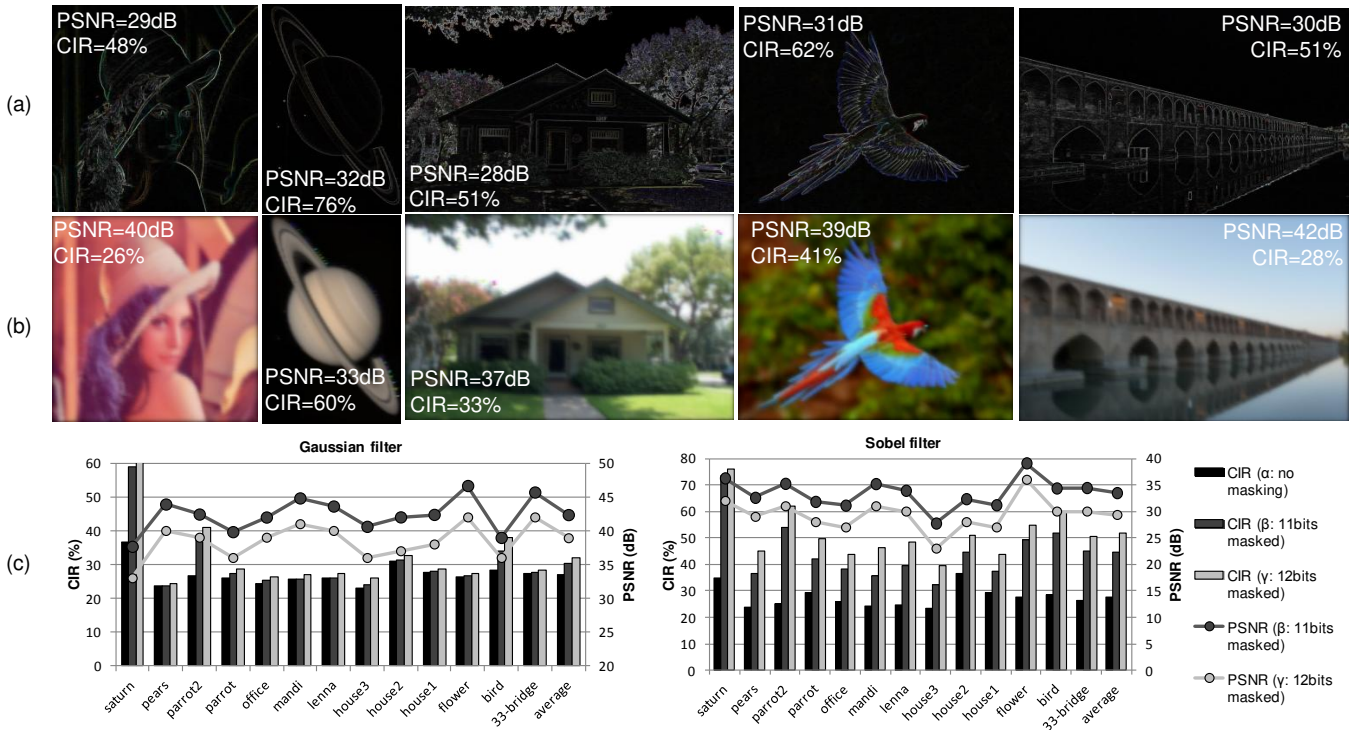 (a)
PSNR=29dB
CIR=48%
PSNR=32dB
CIR=76%
PSNR=28dB
CIR=51%
PSNR=31dB
CIR=62%
PSNR=30dB
CIR=51%
(b)
PSNR=40dB
CIR=26%
PSNR=33dB
CIR=60%
PSNR=37dB
CIR=33%
PSNR=39dB
CIR=41%
PSNR=42dB
CIR=28%
(c)
Gaussian filter
CIR (%)
60
50
40
30
20
10
0
PSNR (dB)
50
45
40
35
30
25
20
saturn
pears
parrot2
parrot
office
mandi
lenna
house3
house2
house1
flower
bird
33-bridge
average
Sobel filter
CIR (%)
80
70
60
50
40
30
20
10
0
PSNR (dB)
40
35
30
25
20
15
10
5
0
saturn
pears
parrot2
parrot
office
mandi
lenna
house3
house2
house1
flower
bird
33-bridge
average
CIR (α: no
masking)
CIR (β: 11bits
masked)
CIR (γ: 12bits
masked)
PSNR (β: 11bits
masked)
PSNR (γ: 12bits
masked)